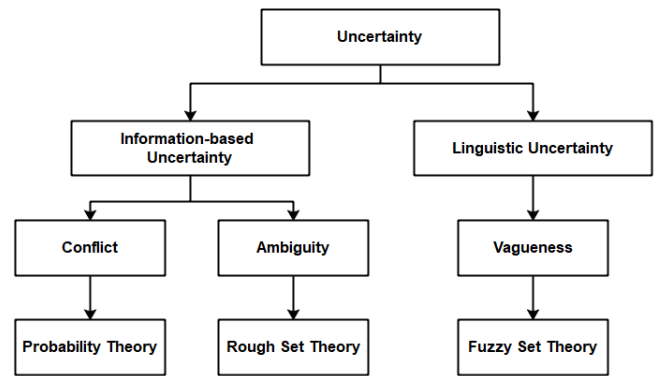 Uncertainty
Information-based
Uncertainty
Linguistic Uncertainty
Conflict
Ambiguity
Vagueness
Probability Theory
Rough Set Theory
Fuzzy Set Theory